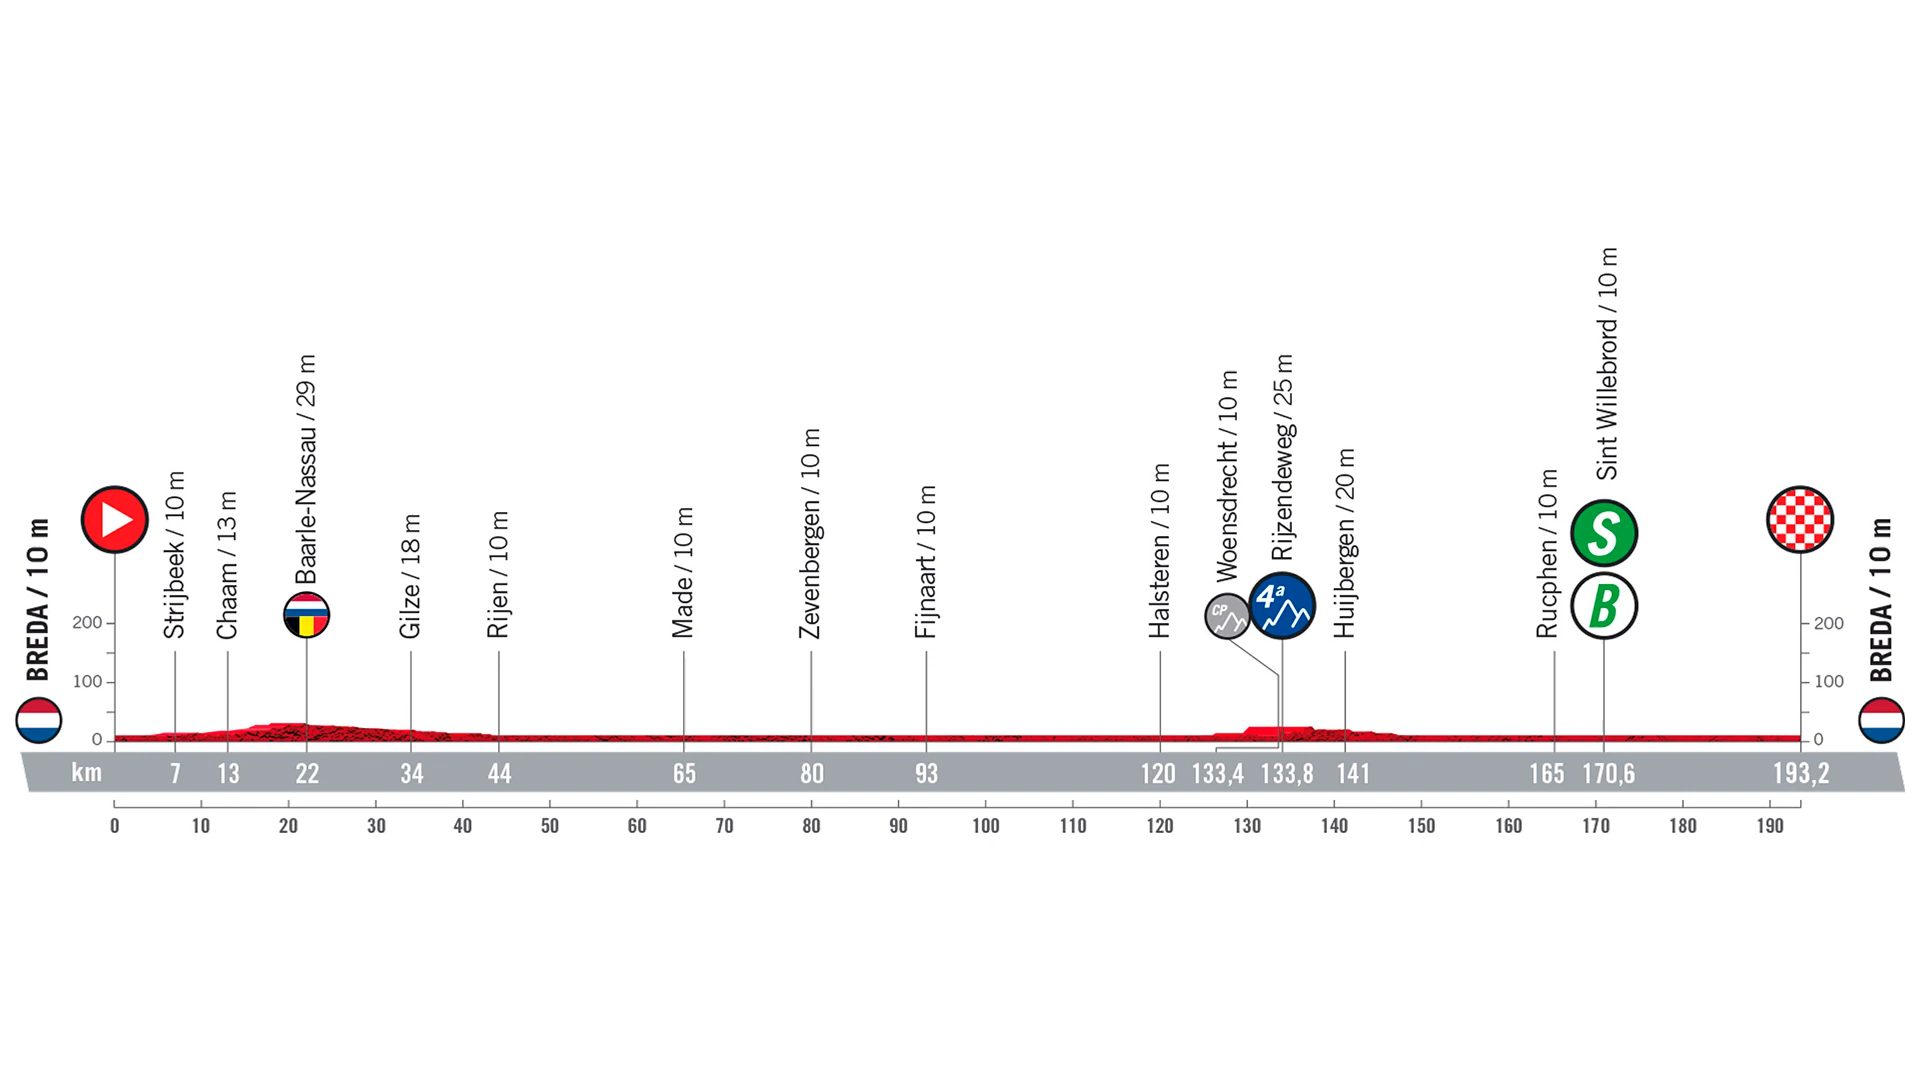 BREDA / 10 m
Strijbeek / 10 m
Chaam / 13 m
Baarle-Nassau / 29 m
Gilze / 18 m
Rijen / 10 m
Made / 10 m
Zevenbergen / 10 m
Fijnaart / 10 m
Halsteren / 10 m
Woensdrecht / 10 m
CP
Rijzendeweg / 25 m
4ª
Huijbergen / 20 m
Rucphen / 10 m
Sint Willebrord / 10 m
S
B
BREDA / 10 m
200
100
0
200
100
0
km 7 13 22 34 44 65 80 93 120 133,4 133,8 141 165 170,6 193,2
0 10 20 30 40 50 60 70 80 90 100 110 120 130 140 150 160 170 180 190